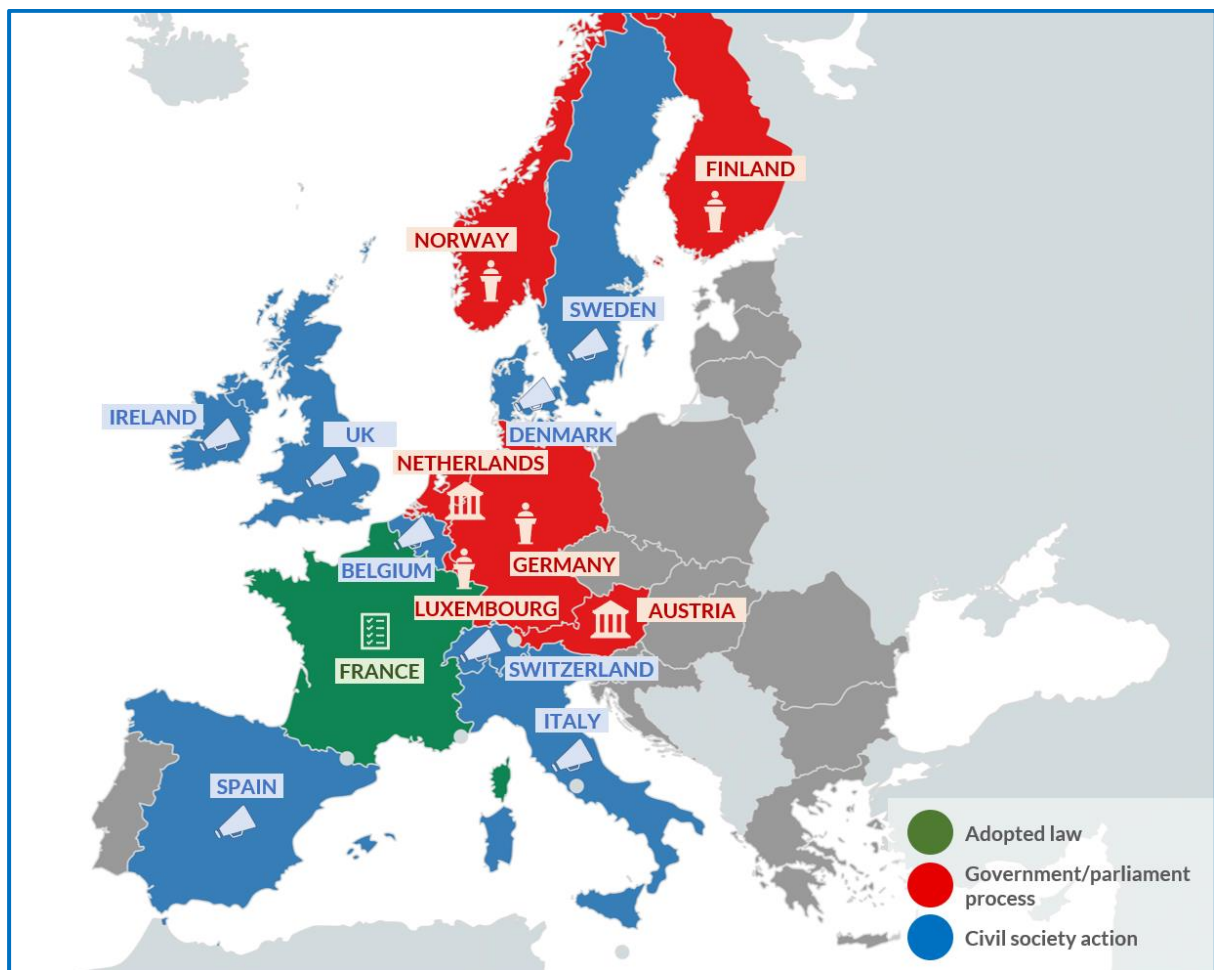 FINLAND
NORWAY
SWEDEN
IRELAND
UK
DENMARK
NETHERLANDS
BELGIUM
GERMANY
LUXEMBOURG
AUSTRIA
FRANCE
SWITZERLAND
ITALY
SPAIN
Adopted law
Government/parliament
process
Civil society action